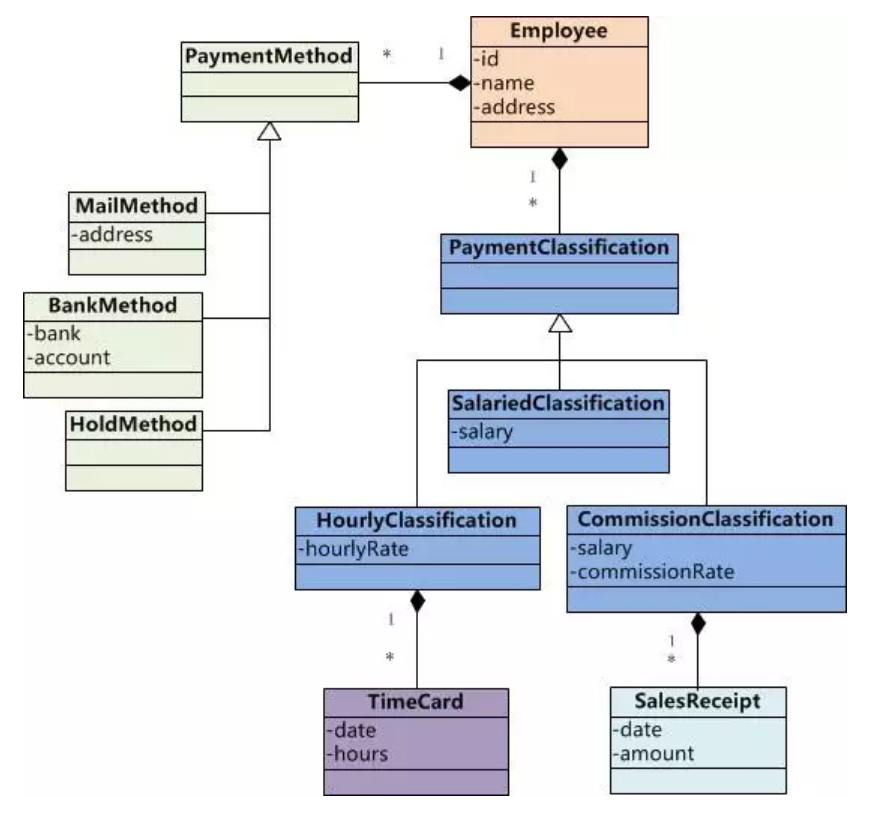 Employee
-id
-name
-address
PaymentMethod
*
1
1
*
MailMethod
-address
PaymentClassification
BankMethod
-bank
-account
HoldMethod
SalariedClassification
-salary
HourlyClassification
-hourlyRate
CommissionClassification
-salary
-commissionRate
1
*
1
*
TimeCard
-date
-hours
SalesReceipt
-date
-amount